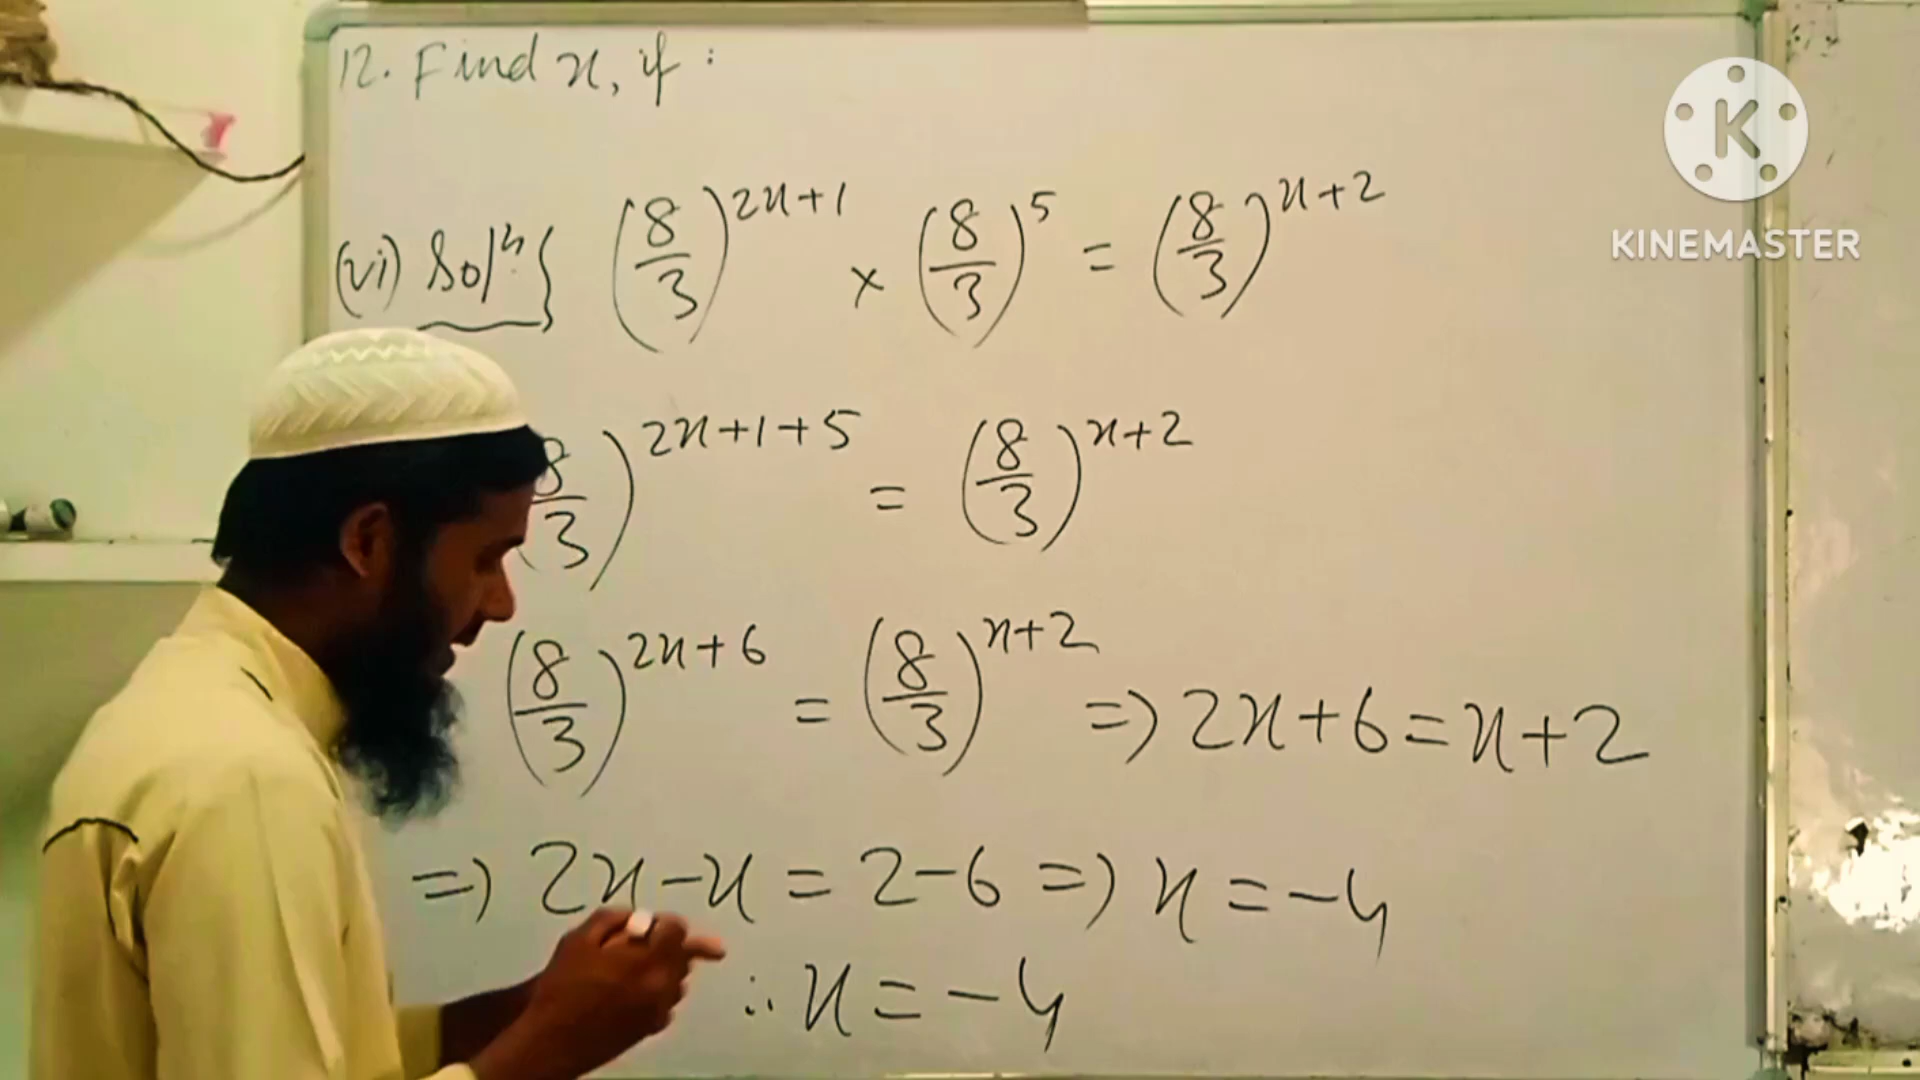 12. Find x, if :
K
KINEMASTER
(vi) Solⁿ { (8/3)^(2x+1) × (8/3)^5 = (8/3)^(x+2)
8/3)^(2x+1+5) = (8/3)^(x+2)
(8/3)^(2x+6) = (8/3)^(x+2) => 2x+6=x+2
=> 2x-x = 2-6 => x = -4
∴ x = -4